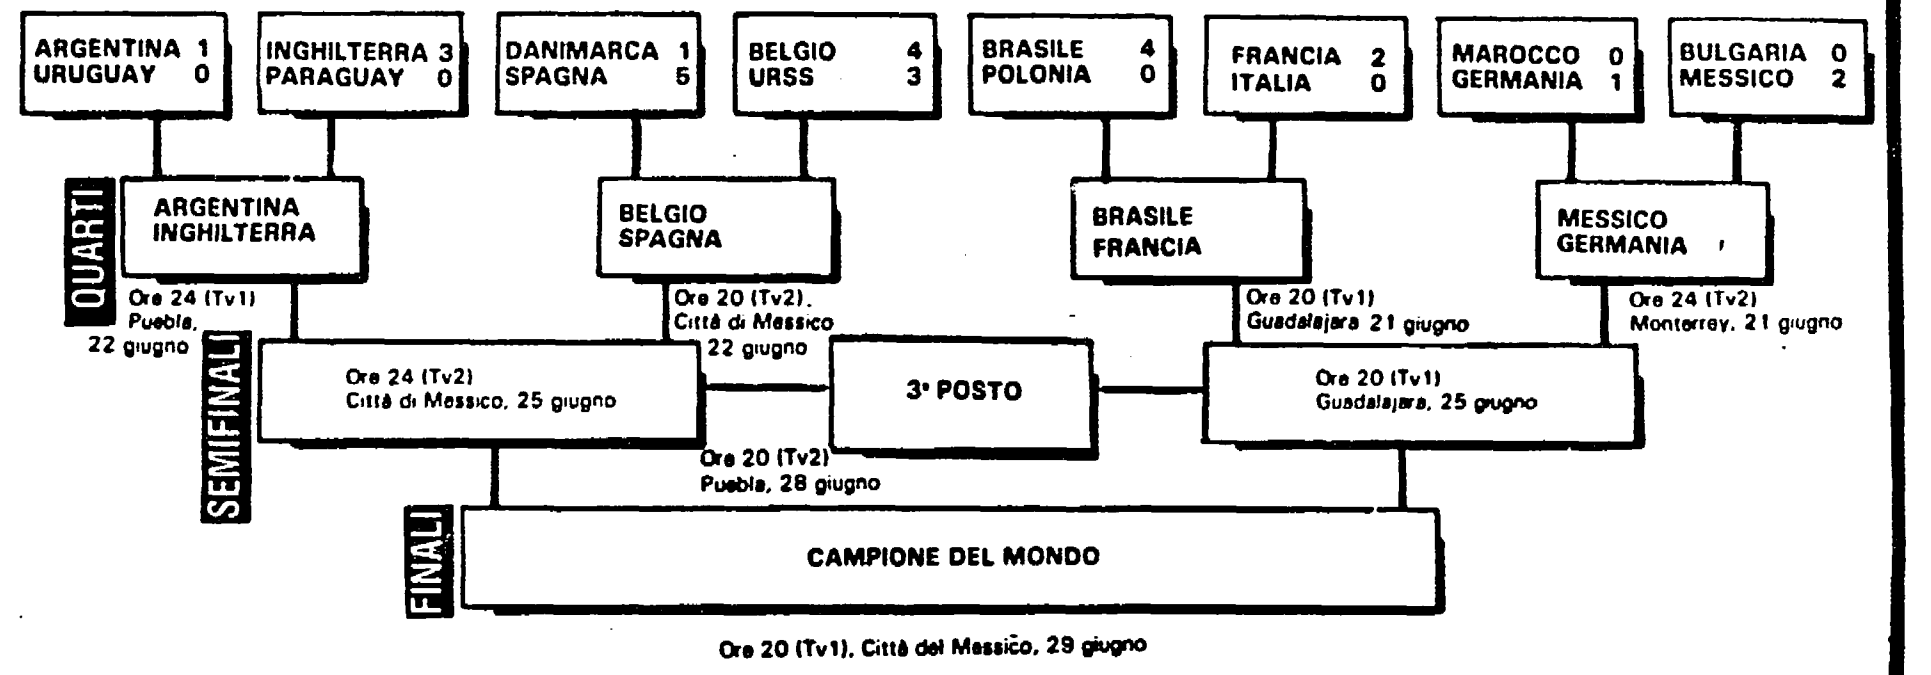 ARGENTINA 1
URUGUAY 0
INGHILTERRA 3
PARAGUAY 0
DANIMARCA 1
SPAGNA 5
BELGIO 4
URSS 3
BRASILE 4
POLONIA 0
FRANCIA 2
ITALIA 0
MAROCCO 0
GERMANIA 1
BULGARIA 0
MESSICO 2
QUARTI
ARGENTINA
INGHILTERRA
BELGIO
SPAGNA
BRASILE
FRANCIA
MESSICO
GERMANIA
Ore 24 (Tv1)
Puebla,
22 giugno
Ore 20 (Tv2),
Città di Messico
22 giugno
Ore 20 (Tv1)
Guadalajara 21 giugno
Ore 24 (Tv2)
Monterrey, 21 giugno
SEMIFINALI
Ore 24 (Tv2)
Città di Messico, 25 giugno
3° POSTO
Ore 20 (Tv1)
Guadalajara, 25 giugno
Ore 20 (Tv2)
Puebla, 28 giugno
FINALI
CAMPIONE DEL MONDO
Ore 20 (Tv1), Città del Messico, 29 giugno